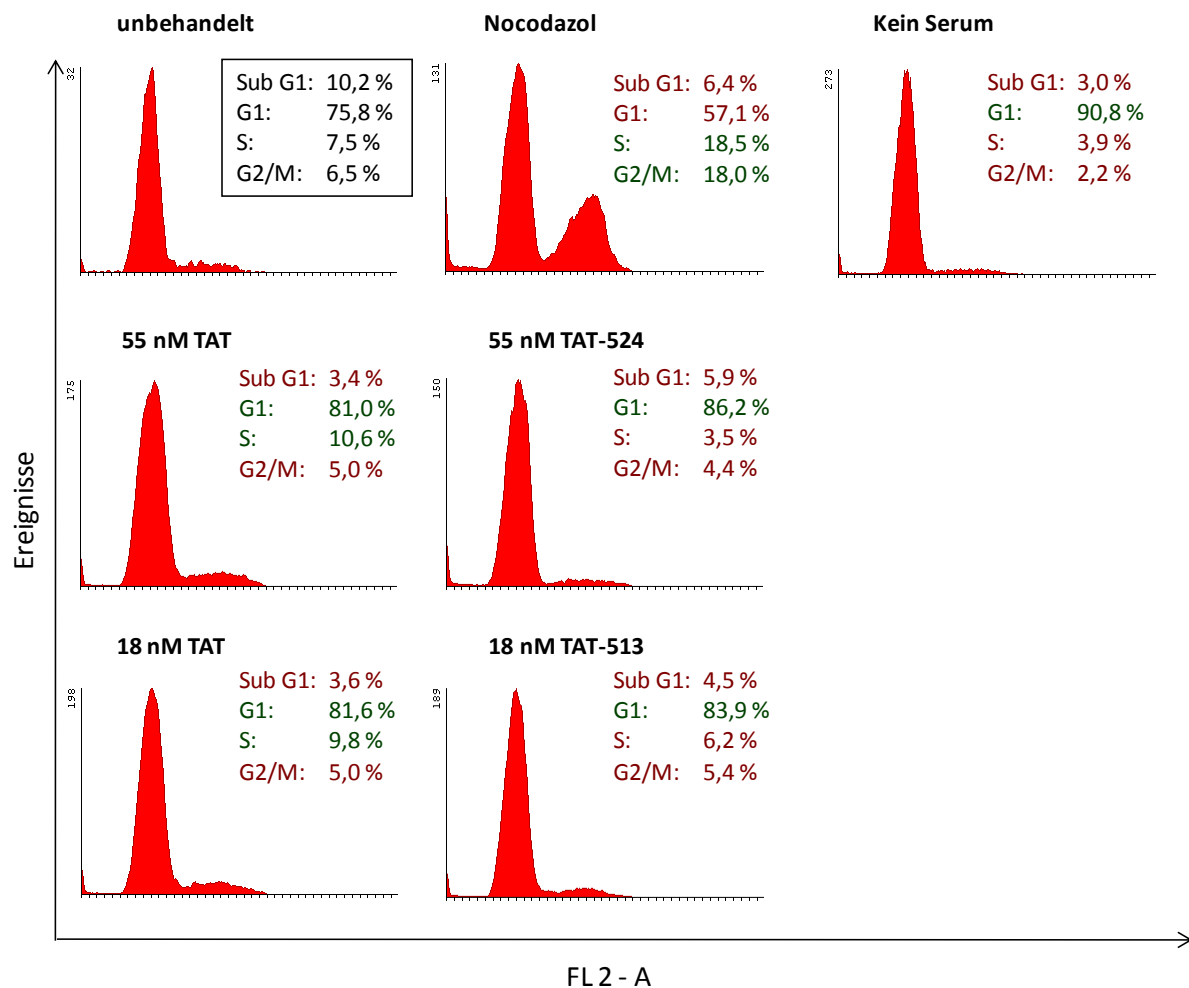 unbehandelt
32
Sub G1: 10,2 %
G1: 75,8 %
S: 7,5 %
G2/M: 6,5 %
Nocodazol
131
Sub G1: 6,4 %
G1: 57,1 %
S: 18,5 %
G2/M: 18,0 %
Kein Serum
273
Sub G1: 3,0 %
G1: 90,8 %
S: 3,9 %
G2/M: 2,2 %
55 nM TAT
175
Sub G1: 3,4 %
G1: 81,0 %
S: 10,6 %
G2/M: 5,0 %
55 nM TAT-524
150
Sub G1: 5,9 %
G1: 86,2 %
S: 3,5 %
G2/M: 4,4 %
18 nM TAT
198
Sub G1: 3,6 %
G1: 81,6 %
S: 9,8 %
G2/M: 5,0 %
18 nM TAT-513
189
Sub G1: 4,5 %
G1: 83,9 %
S: 6,2 %
G2/M: 5,4 %
Ereignisse
FL 2 - A